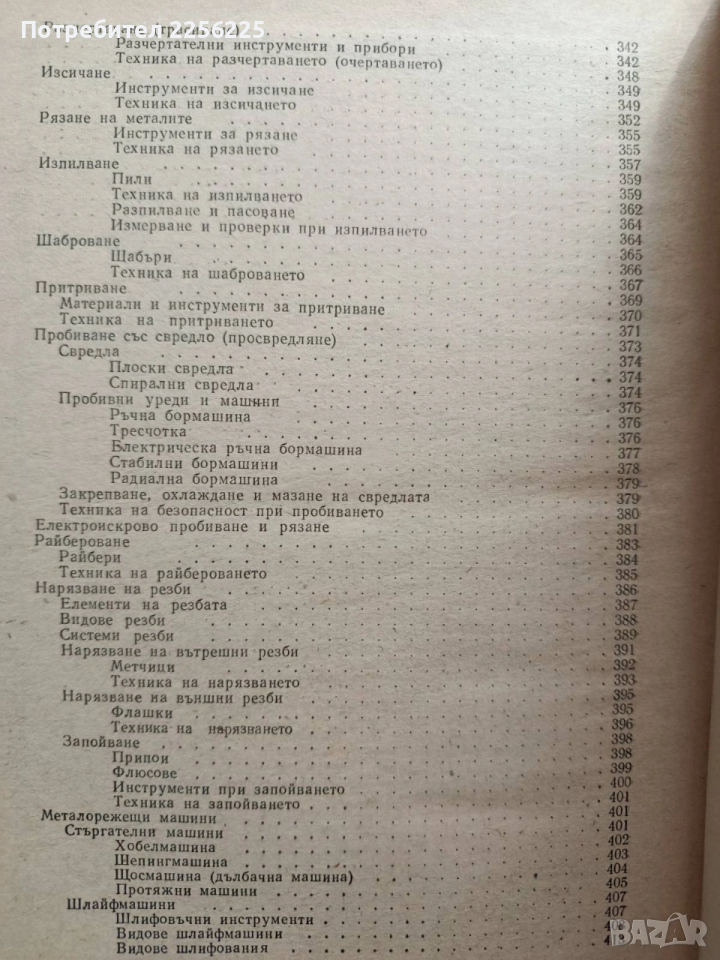 Потребител 2256225
(трасиране) 342
Разчертателни инструменти и прибори 342
Техника на разчертаването (очертаването) 348
Изсичане 349
Инструменти за изсичане 349
Техника на изсичането 352
Рязане на металите 355
Инструменти за рязане 355
Техника на рязането 357
Изпилване 359
Пили 359
Техника на изпилването 362
Разпилване и пасоване 364
Измерване и проверки при изпилването 364
Шаброване 365
Шабъри 366
Техника на шаброването 367
Притриване 369
Материали и инструменти за притриване 370
Техника на притриването 371
Пробиване със свредло (просвредляне) 373
Свредла 374
Плоски свредла 374
Спирални свредла 374
Пробивни уреди и машини 376
Ръчна бормашина 376
Тресчотка 376
Блектрическа ръчна бормашина 377
Стабилни бормашини 378
Радиална бормашина 379
Закрепване, охлаждане и мазане на свредлата 379
Техника на безопасност при пробиването 380
Електроискрово пробиване и рязане 381
Райбероване 383
Райбери 384
Техника на райбероването 385
Нарязване на резби 386
Елементи на резбата 387
Видове резби 388
Системи резби 389
Нарязване на вътрешни резби 391
Метчици 392
Техника на нарязването 393
Нарязване на външни резби 395
Флашки 395
Техника на нарязването 396
Запойване 398
Припои 398
Флюсове 399
Инструменти при запойването 400
Техника на запойването 401
Металорежещи машини 401
Стъргателни машини 401
Хобелмашина 402
Шепингмашина 403
Щосмашина (дълбачна машина) 404
Протяжни машини 405
Шлайфмашини 407
Шлифовъчни инструменти 407
Видове шлайфмашини
Видове шлифования
BAZAR